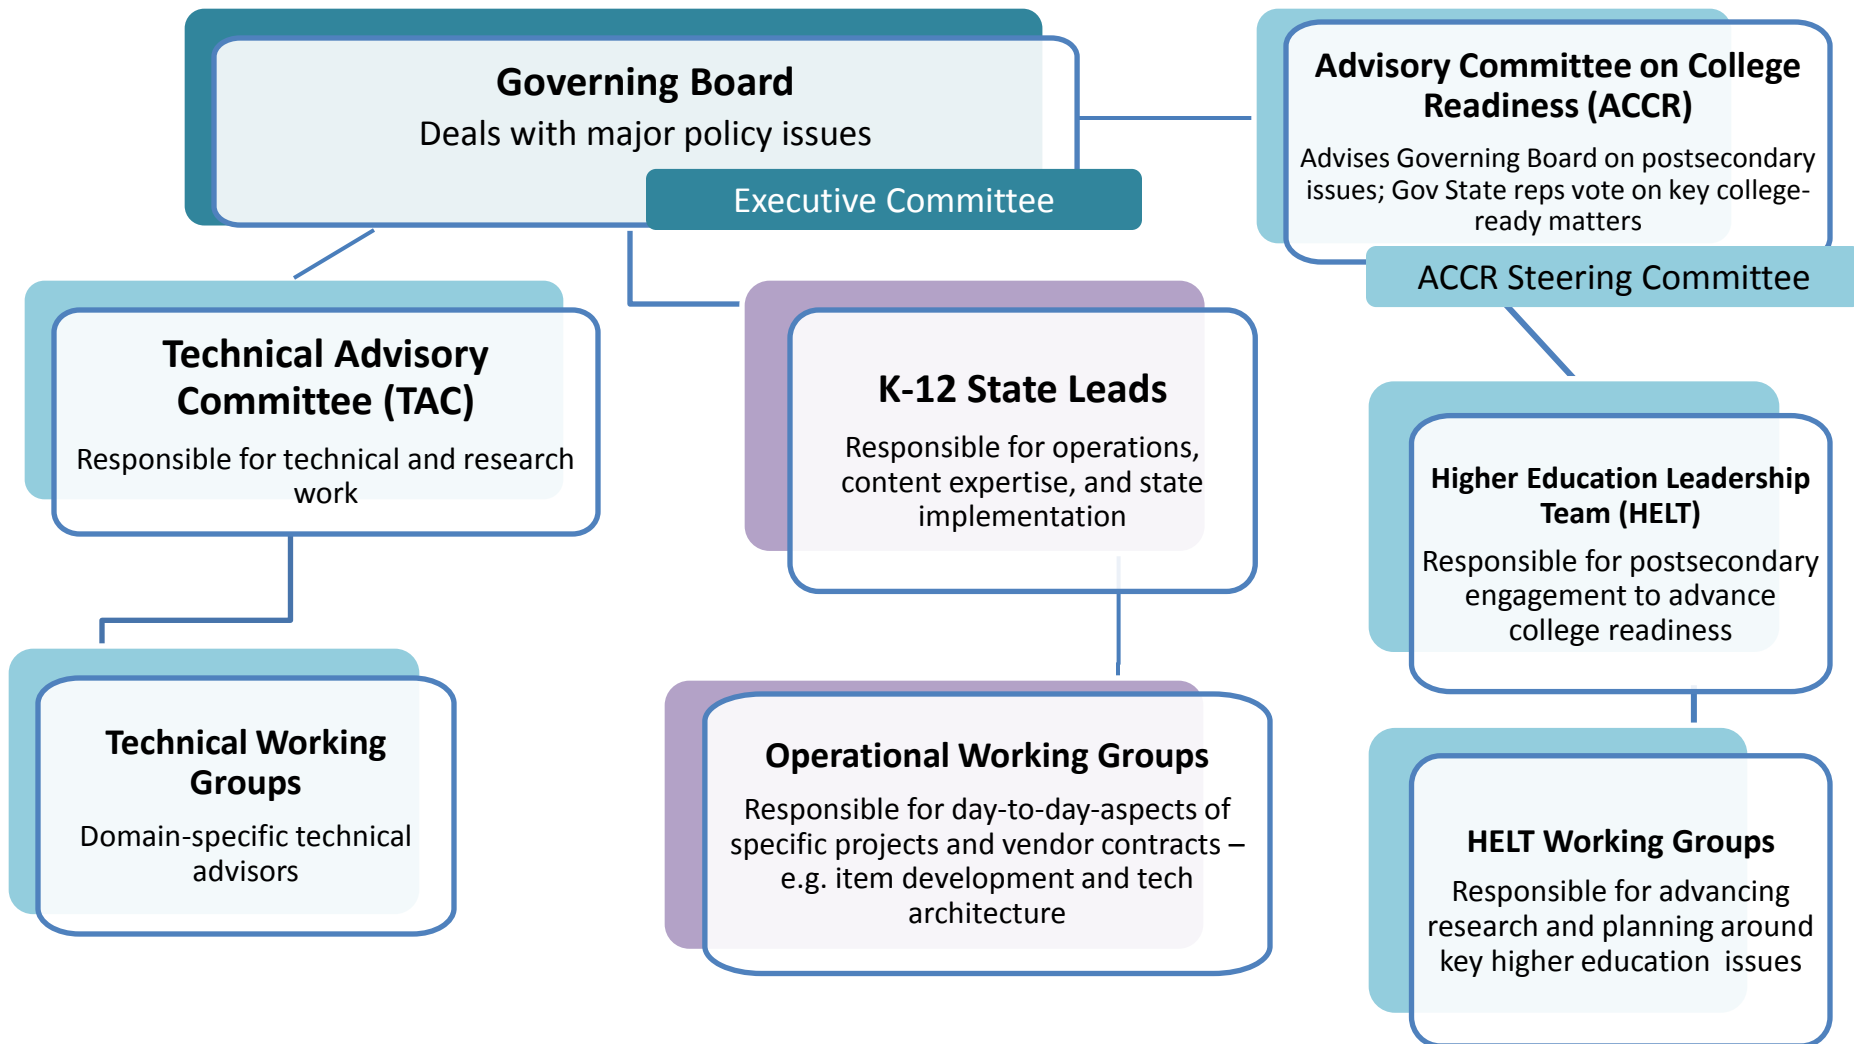 Governing Board
Deals with major policy issues
Executive Committee
Advisory Committee on College
Readiness (ACCR)
Advises Governing Board on postsecondary
issues; Gov State reps vote on key college-
ready matters
ACCR Steering Committee
Technical Advisory
Committee (TAC)
Responsible for technical and research
work
K-12 State Leads
Responsible for operations,
content expertise, and state
implementation
Higher Education Leadership
Team (HELT)
Responsible for postsecondary
engagement to advance
college readiness
Technical Working
Groups
Domain-specific technical
advisors
Operational Working Groups
Responsible for day-to-day-aspects of
specific projects and vendor contracts –
e.g. item development and tech
architecture
HELT Working Groups
Responsible for advancing
research and planning around
key higher education  issues